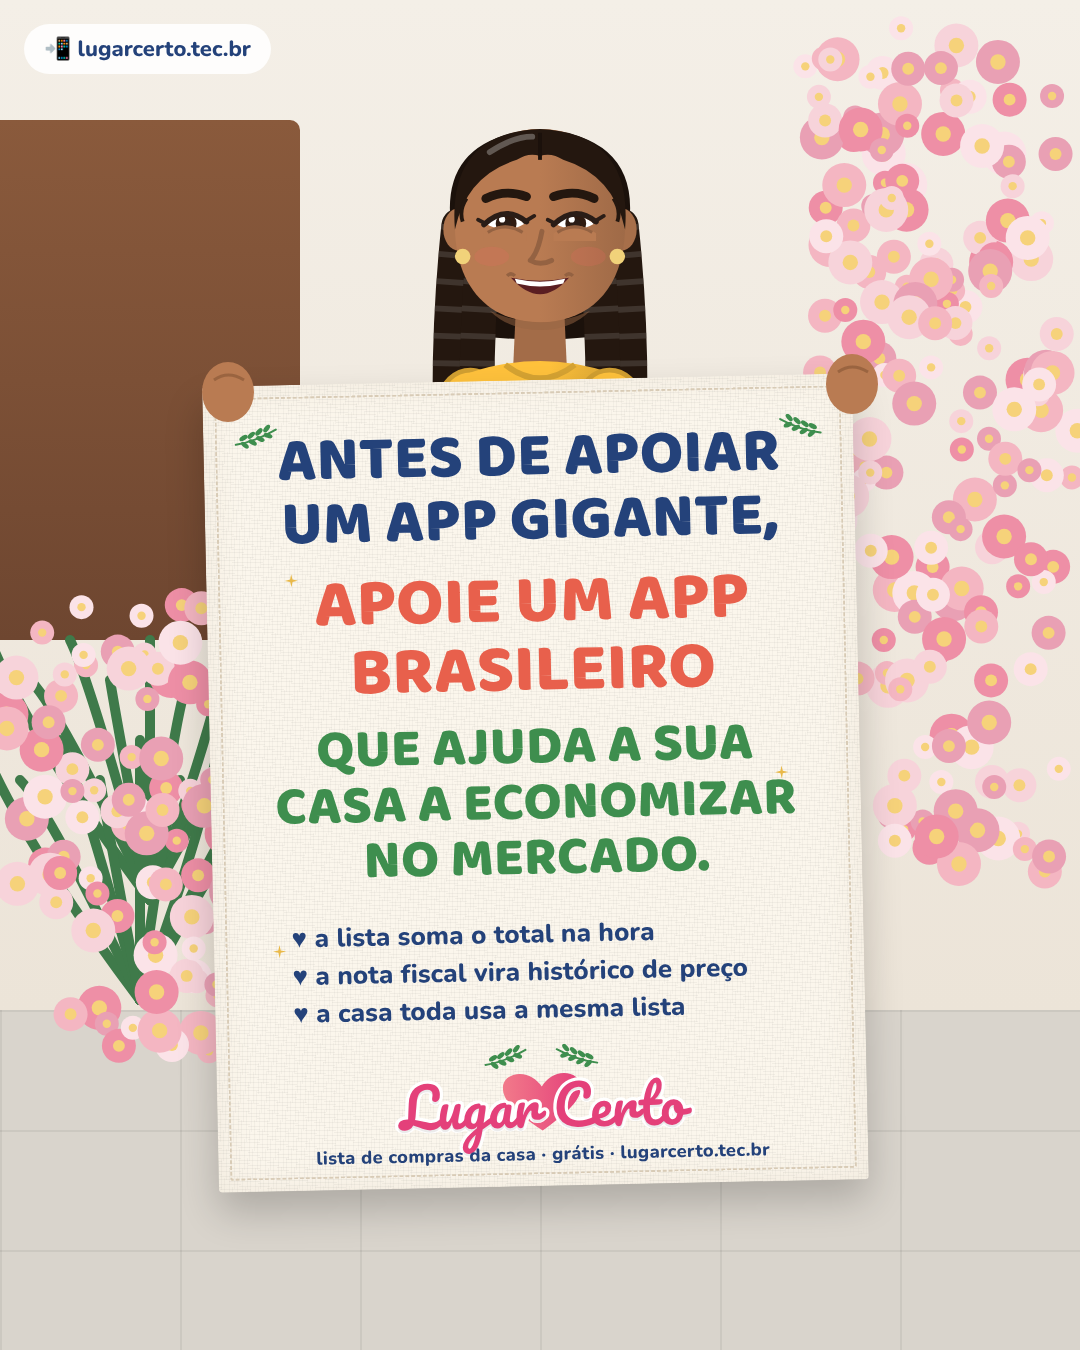 📲 lugarcerto.tec.br
ANTES DE APOIAR
UM APP GIGANTE,
APOIE UM APP
BRASILEIRO
QUE AJUDA A SUA
CASA A ECONOMIZAR
NO MERCADO.
♥ a lista soma o total na hora
♥ a nota fiscal vira histórico de preço
♥ a casa toda usa a mesma lista
Lugar Certo
lista de compras da casa · grátis · lugarcerto.tec.br